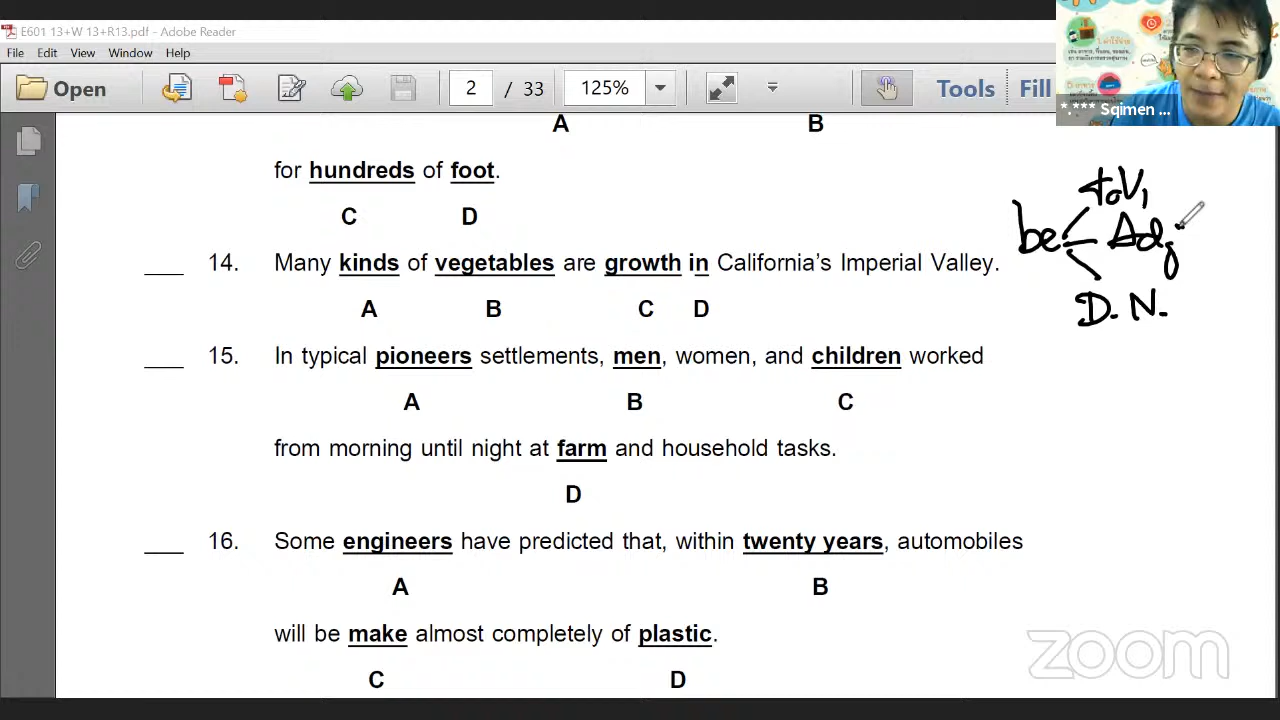 E601 13+W 13+R13.pdf - Adobe Reader
File Edit View Window Help
Open 2 / 33 125% Tools Fill
*.*** Sqimen ...
A B
for hundreds of foot.
C D
___ 14. Many kinds of vegetables are growth in California's Imperial Valley.
A B C D
___ 15. In typical pioneers settlements, men, women, and children worked
A B C
from morning until night at farm and household tasks.
D
___ 16. Some engineers have predicted that, within twenty years, automobiles
A B
will be make almost completely of plastic.
C D
to V1
be Adj
D. N.
zoom